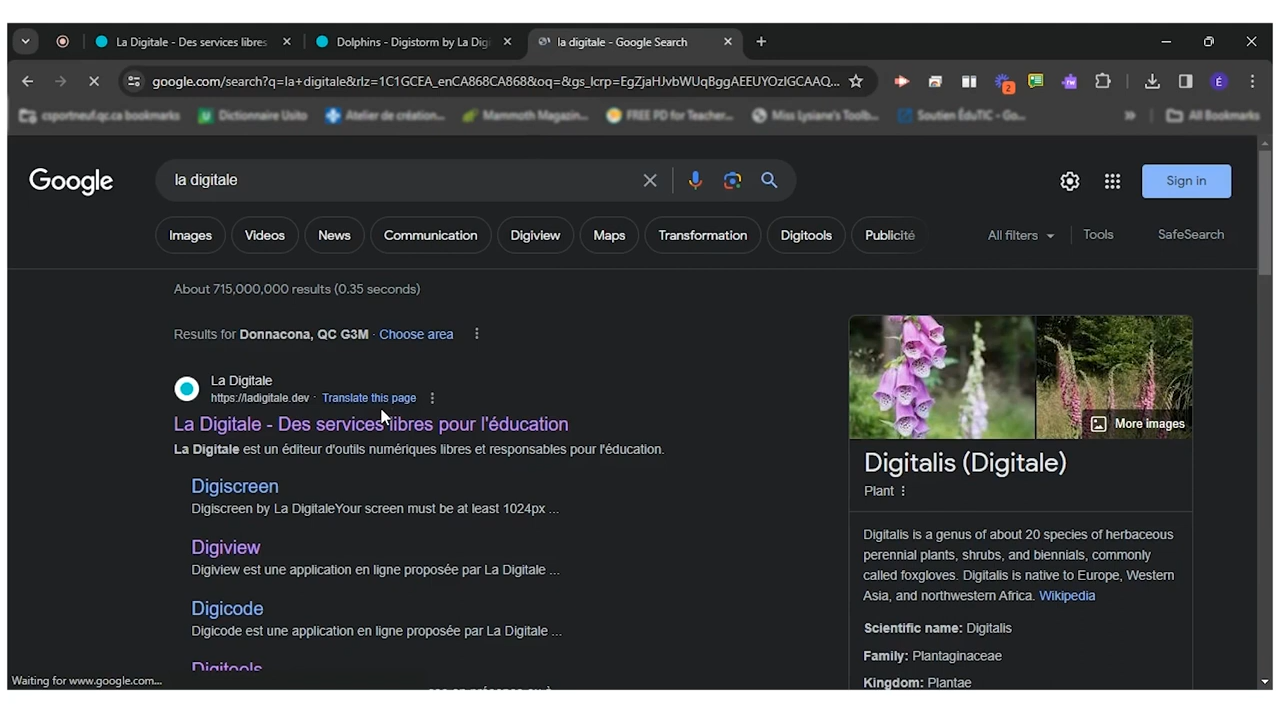 La Digitale - Des services libres
Dolphins - Digistorm by La Digi
la digitale - Google Search
google.com/search?q=la+digitale&rlz=1C1GCEA_enCA868CA868&oq=&gs_lcrp=EgZjaHJvbWUqBggAEEUYOzIGCAAQ...
2
É
csportneuf.qc.ca bookmarks
Dictionnaire Usito
Atelier de création...
Mammoth Magazin...
FREE PD for Teacher...
Miss Lysiane's Toolb...
Soutien ÉduTIC - Go...
All Bookmarks
Google
la digitale
Sign in
Images
Videos
News
Communication
Digiview
Maps
Transformation
Digitools
Publicité
All filters
Tools
SafeSearch
About 715,000,000 results (0.35 seconds)
Results for Donnacona, QC G3M · Choose area
La Digitale
https://ladigitale.dev · Translate this page
La Digitale - Des services libres pour l'éducation
La Digitale est un éditeur d'outils numériques libres et responsables pour l'éducation.
Digiscreen
Digiscreen by La DigitaleYour screen must be at least 1024px ...
Digiview
Digiview est une application en ligne proposée par La Digitale ...
Digicode
Digicode est une application en ligne proposée par La Digitale ...
Digitools
More images
Digitalis (Digitale)
Plant
Digitalis is a genus of about 20 species of herbaceous
perennial plants, shrubs, and biennials, commonly
called foxgloves. Digitalis is native to Europe, Western
Asia, and northwestern Africa. Wikipedia
Scientific name: Digitalis
Family: Plantaginaceae
Kingdom: Plantae
Waiting for www.google.com...